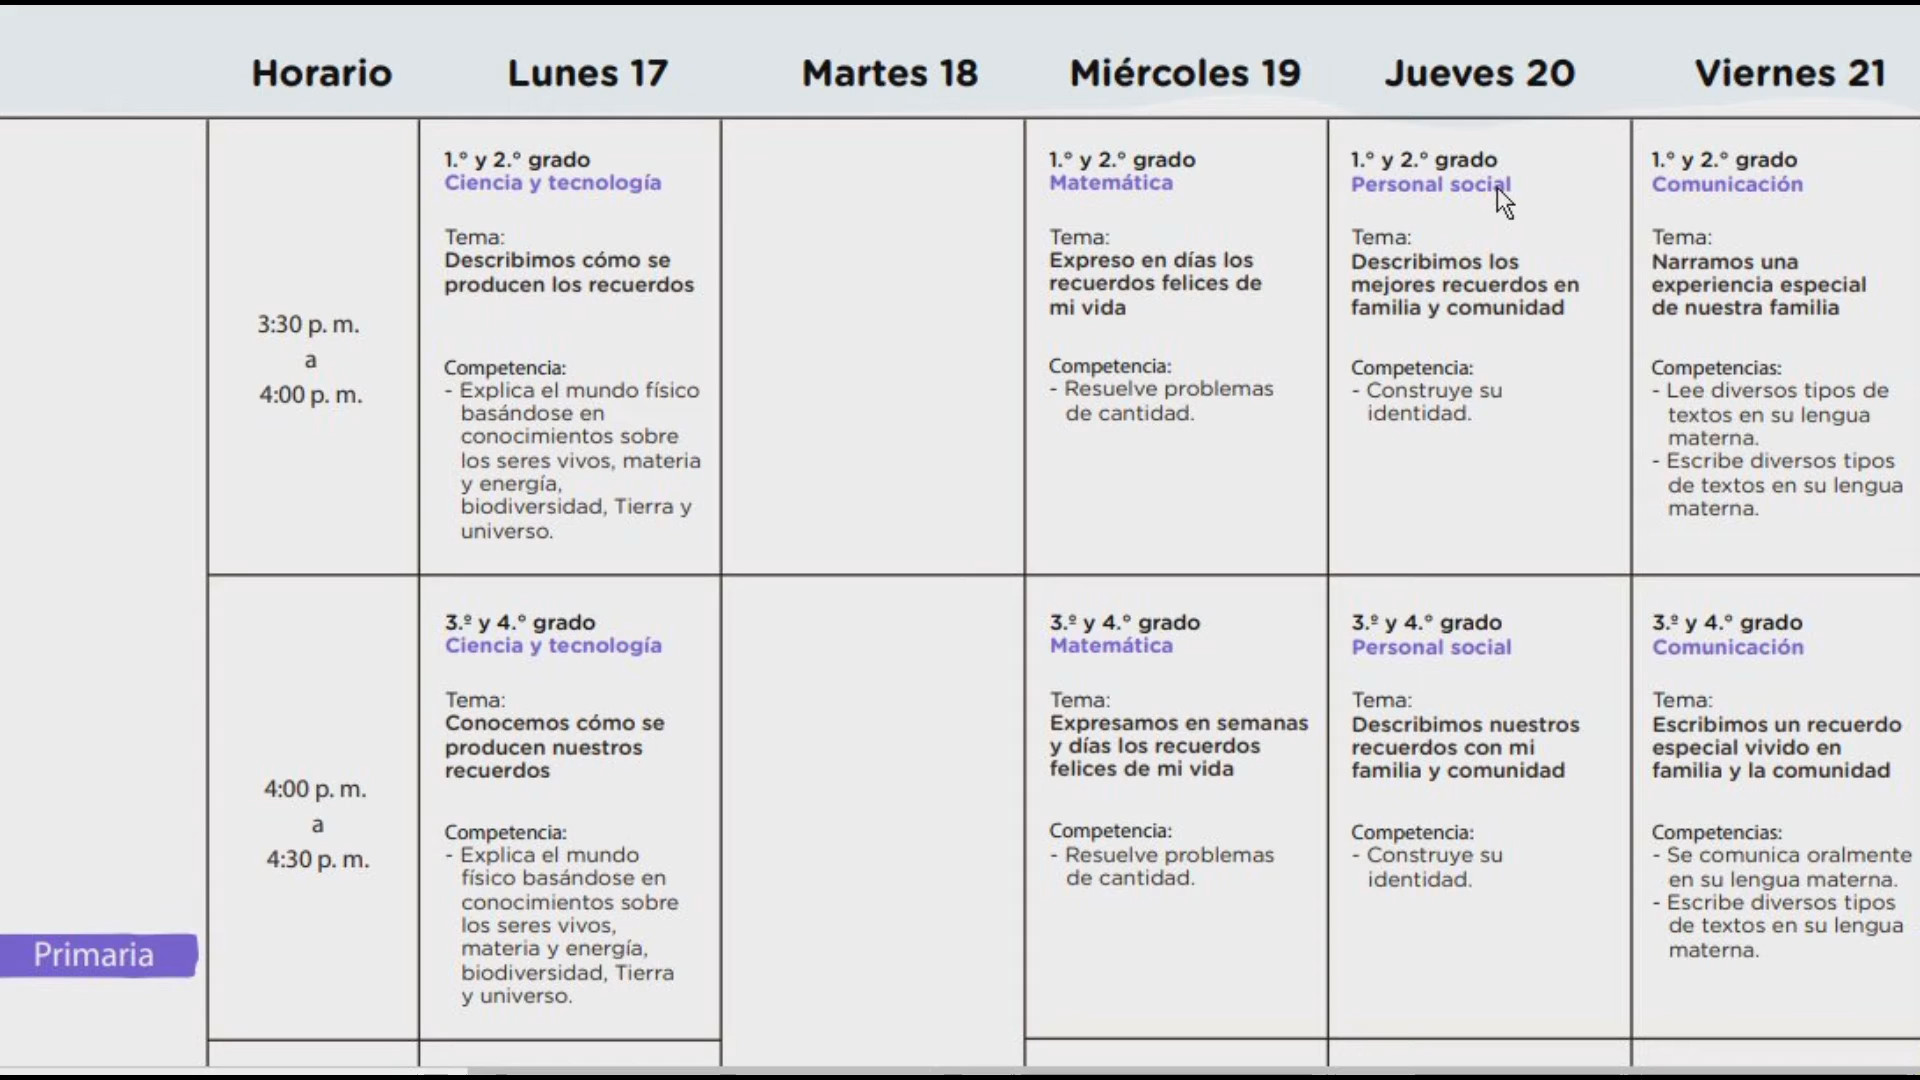 Horario
Lunes 17
Martes 18
Miércoles 19
Jueves 20
Viernes 21
3:30 p. m.
a
4:00 p. m.
1.° y 2.° grado
Ciencia y tecnología
Tema:
Describimos cómo se
producen los recuerdos
Competencia:
- Explica el mundo físico
basándose en
conocimientos sobre
los seres vivos, materia
y energía,
biodiversidad, Tierra y
universo.
1.° y 2.° grado
Matemática
Tema:
Expreso en días los
recuerdos felices de
mi vida
Competencia:
- Resuelve problemas
de cantidad.
1.° y 2.° grado
Personal social
Tema:
Describimos los
mejores recuerdos en
familia y comunidad
Competencia:
- Construye su
identidad.
1.° y 2.° grado
Comunicación
Tema:
Narramos una
experiencia especial
de nuestra familia
Competencias:
- Lee diversos tipos de
textos en su lengua
materna.
- Escribe diversos tipos
de textos en su lengua
materna.
Primaria
4:00 p. m.
a
4:30 p. m.
3.º y 4.° grado
Ciencia y tecnología
Tema:
Conocemos cómo se
producen nuestros
recuerdos
Competencia:
- Explica el mundo
físico basándose en
conocimientos sobre
los seres vivos,
materia y energía,
biodiversidad, Tierra
y universo.
3.º y 4.° grado
Matemática
Tema:
Expresamos en semanas
y días los recuerdos
felices de mi vida
Competencia:
- Resuelve problemas
de cantidad.
3.º y 4.° grado
Personal social
Tema:
Describimos nuestros
recuerdos con mi
familia y comunidad
Competencia:
- Construye su
identidad.
3.º y 4.° grado
Comunicación
Tema:
Escribimos un recuerdo
especial vivido en
familia y la comunidad
Competencias:
- Se comunica oralmente
en su lengua materna.
- Escribe diversos tipos
de textos en su lengua
materna.